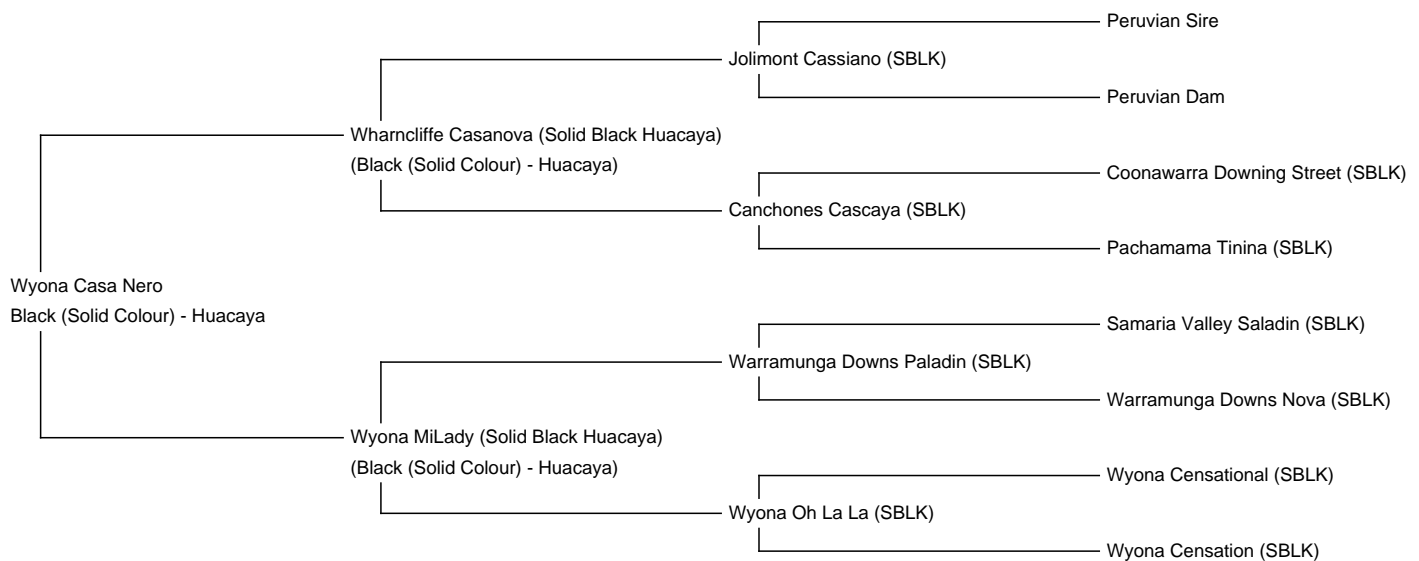 Peruvian Sire
Jolimont Cassiano (SBLK)
Peruvian Dam
Wharncliffe Casanova (Solid Black Huacaya)
(Black (Solid Colour) - Huacaya)
Coonawarra Downing Street (SBLK)
Canchones Cascaya (SBLK)
Pachamama Tinina (SBLK)
Wyona Casa Nero
Black (Solid Colour) - Huacaya
Samaria Valley Saladin (SBLK)
Warramunga Downs Paladin (SBLK)
Warramunga Downs Nova (SBLK)
Wyona MiLady (Solid Black Huacaya)
(Black (Solid Colour) - Huacaya)
Wyona Censational (SBLK)
Wyona Oh La La (SBLK)
Wyona Censation (SBLK)